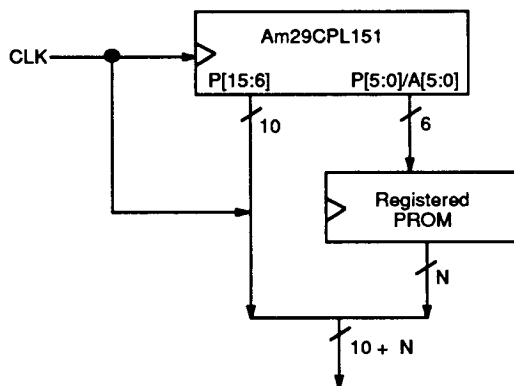 Am29CPL151
CLK
P[15:6] P[5:0]/A[5:0]
10
6
Registered
PROM
N
10 + N